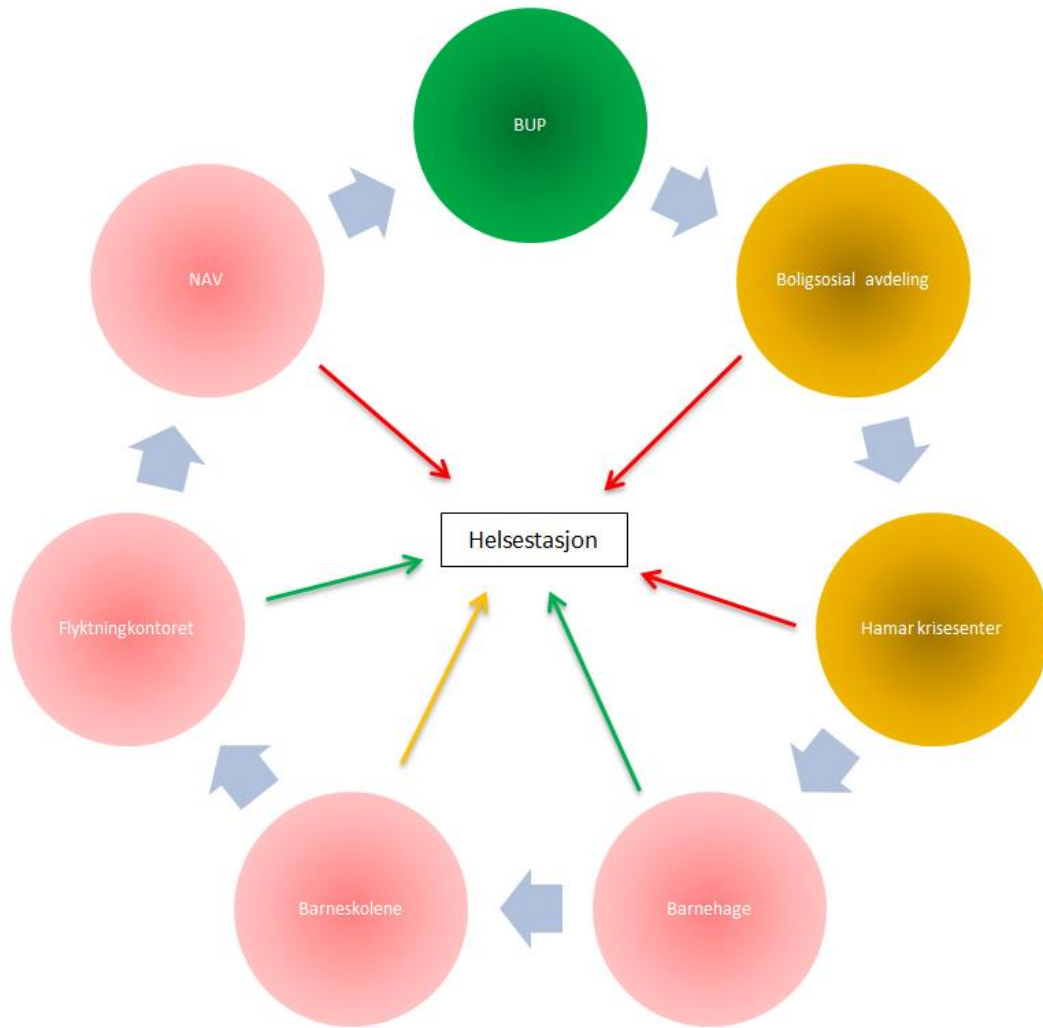 BUP
NAV
Boligsosial avdeling
Helsestasjon
Flyktningkontoret
Hamar krisesenter
Barneskolene
Barnehage